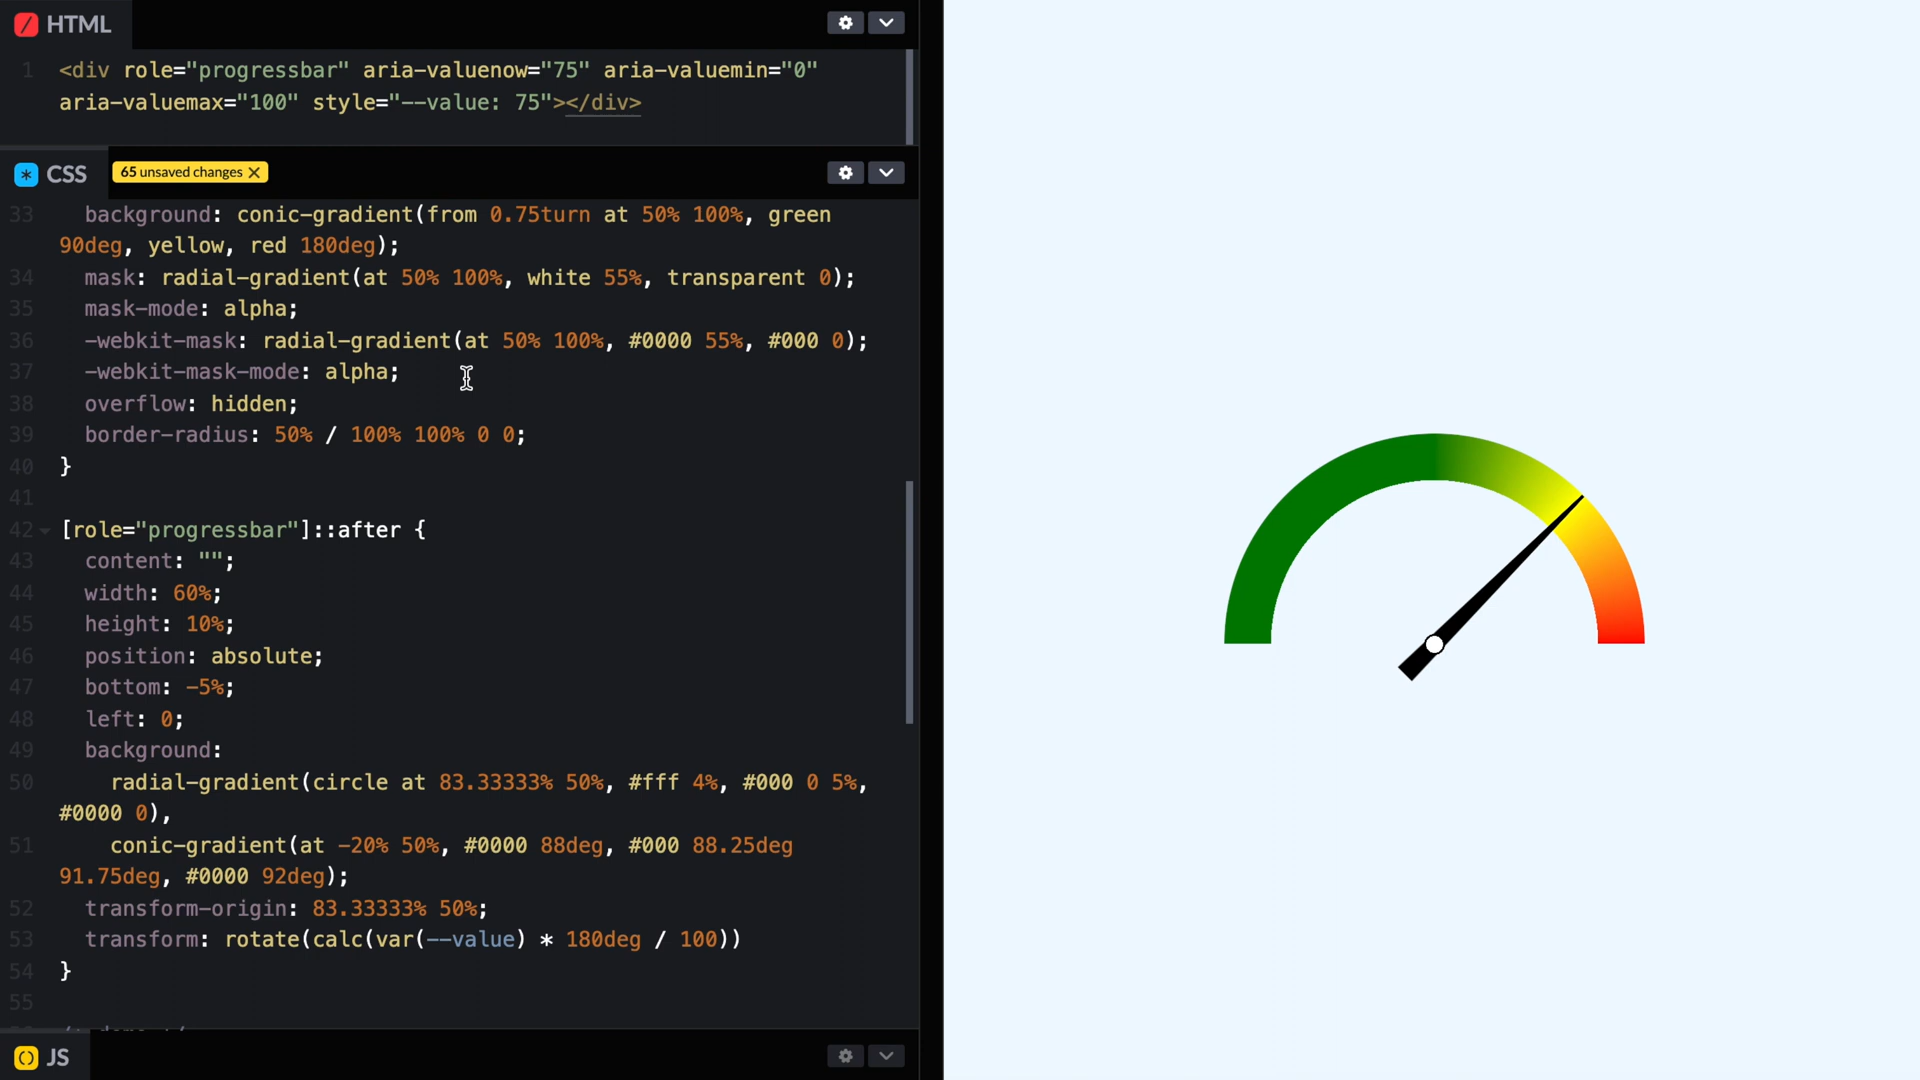 HTML
1 <div role="progressbar" aria-valuenow="75" aria-valuemin="0"
aria-valuemax="100" style="--value: 75"></div>
CSS 65 unsaved changes
33 background: conic-gradient(from 0.75turn at 50% 100%, green
90deg, yellow, red 180deg);
34 mask: radial-gradient(at 50% 100%, white 55%, transparent 0);
35 mask-mode: alpha;
36 -webkit-mask: radial-gradient(at 50% 100%, #0000 55%, #000 0);
37 -webkit-mask-mode: alpha;
38 overflow: hidden;
39 border-radius: 50% / 100% 100% 0 0;
40 }
41
42 [role="progressbar"]::after {
43 content: "";
44 width: 60%;
45 height: 10%;
46 position: absolute;
47 bottom: -5%;
48 left: 0;
49 background:
50 radial-gradient(circle at 83.33333% 50%, #fff 4%, #000 0 5%,
#0000 0),
51 conic-gradient(at -20% 50%, #0000 88deg, #000 88.25deg
91.75deg, #0000 92deg);
52 transform-origin: 83.33333% 50%;
53 transform: rotate(calc(var(--value) * 180deg / 100))
54 }
55
JS